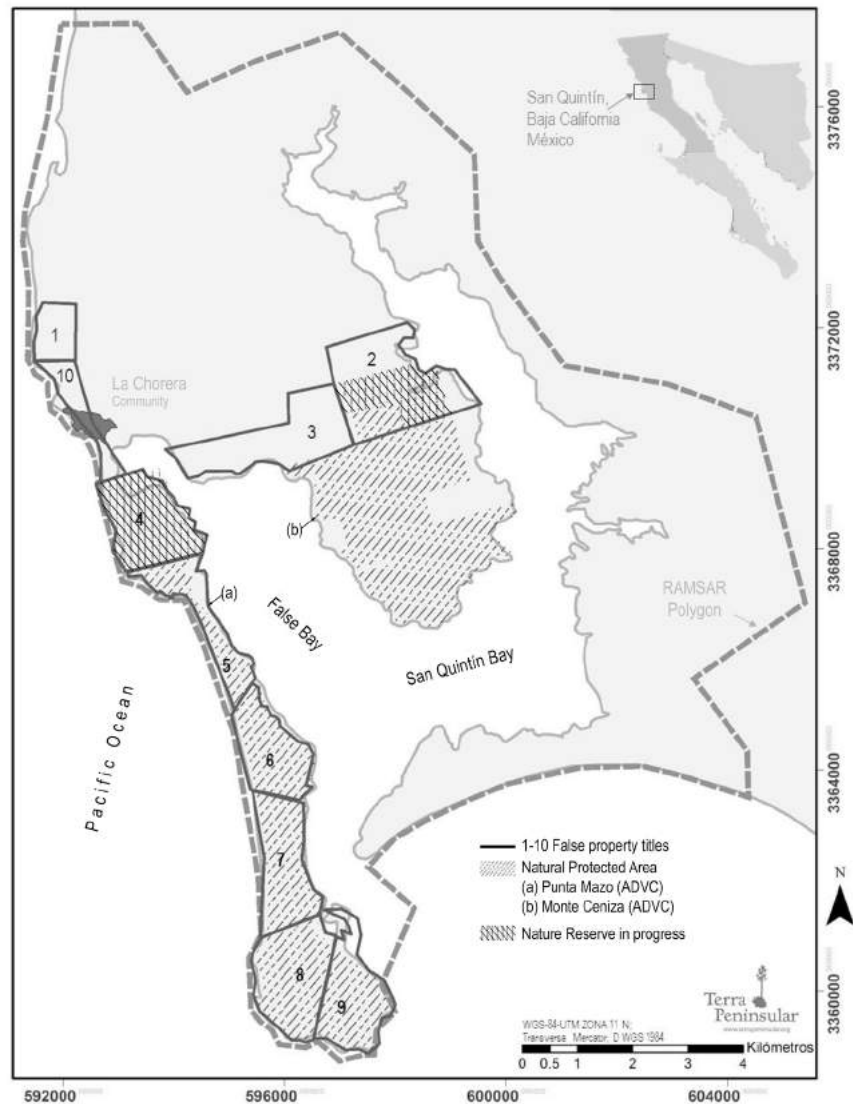 San Quintín,
Baja California
México
3376000
3372000
3368000
3364000
3360000
1
10
La Chorera
Community
2
3
4
(b)
(a)
5
6
7
8
9
False Bay
San Quintín Bay
Pacific Ocean
RAMSAR
Polygon
1-10 False property titles
Natural Protected Area
(a) Punta Mazo (ADVC)
(b) Monte Ceniza (ADVC)
Nature Reserve in progress
N
Terra
Peninsular
www.terrapeninsular.org
WGS-84-UTM ZONA 11 N;
Transversa Mercator; D WGS 1984
Kilómetros
0 0.5 1 2 3 4
592000
596000
600000
604000